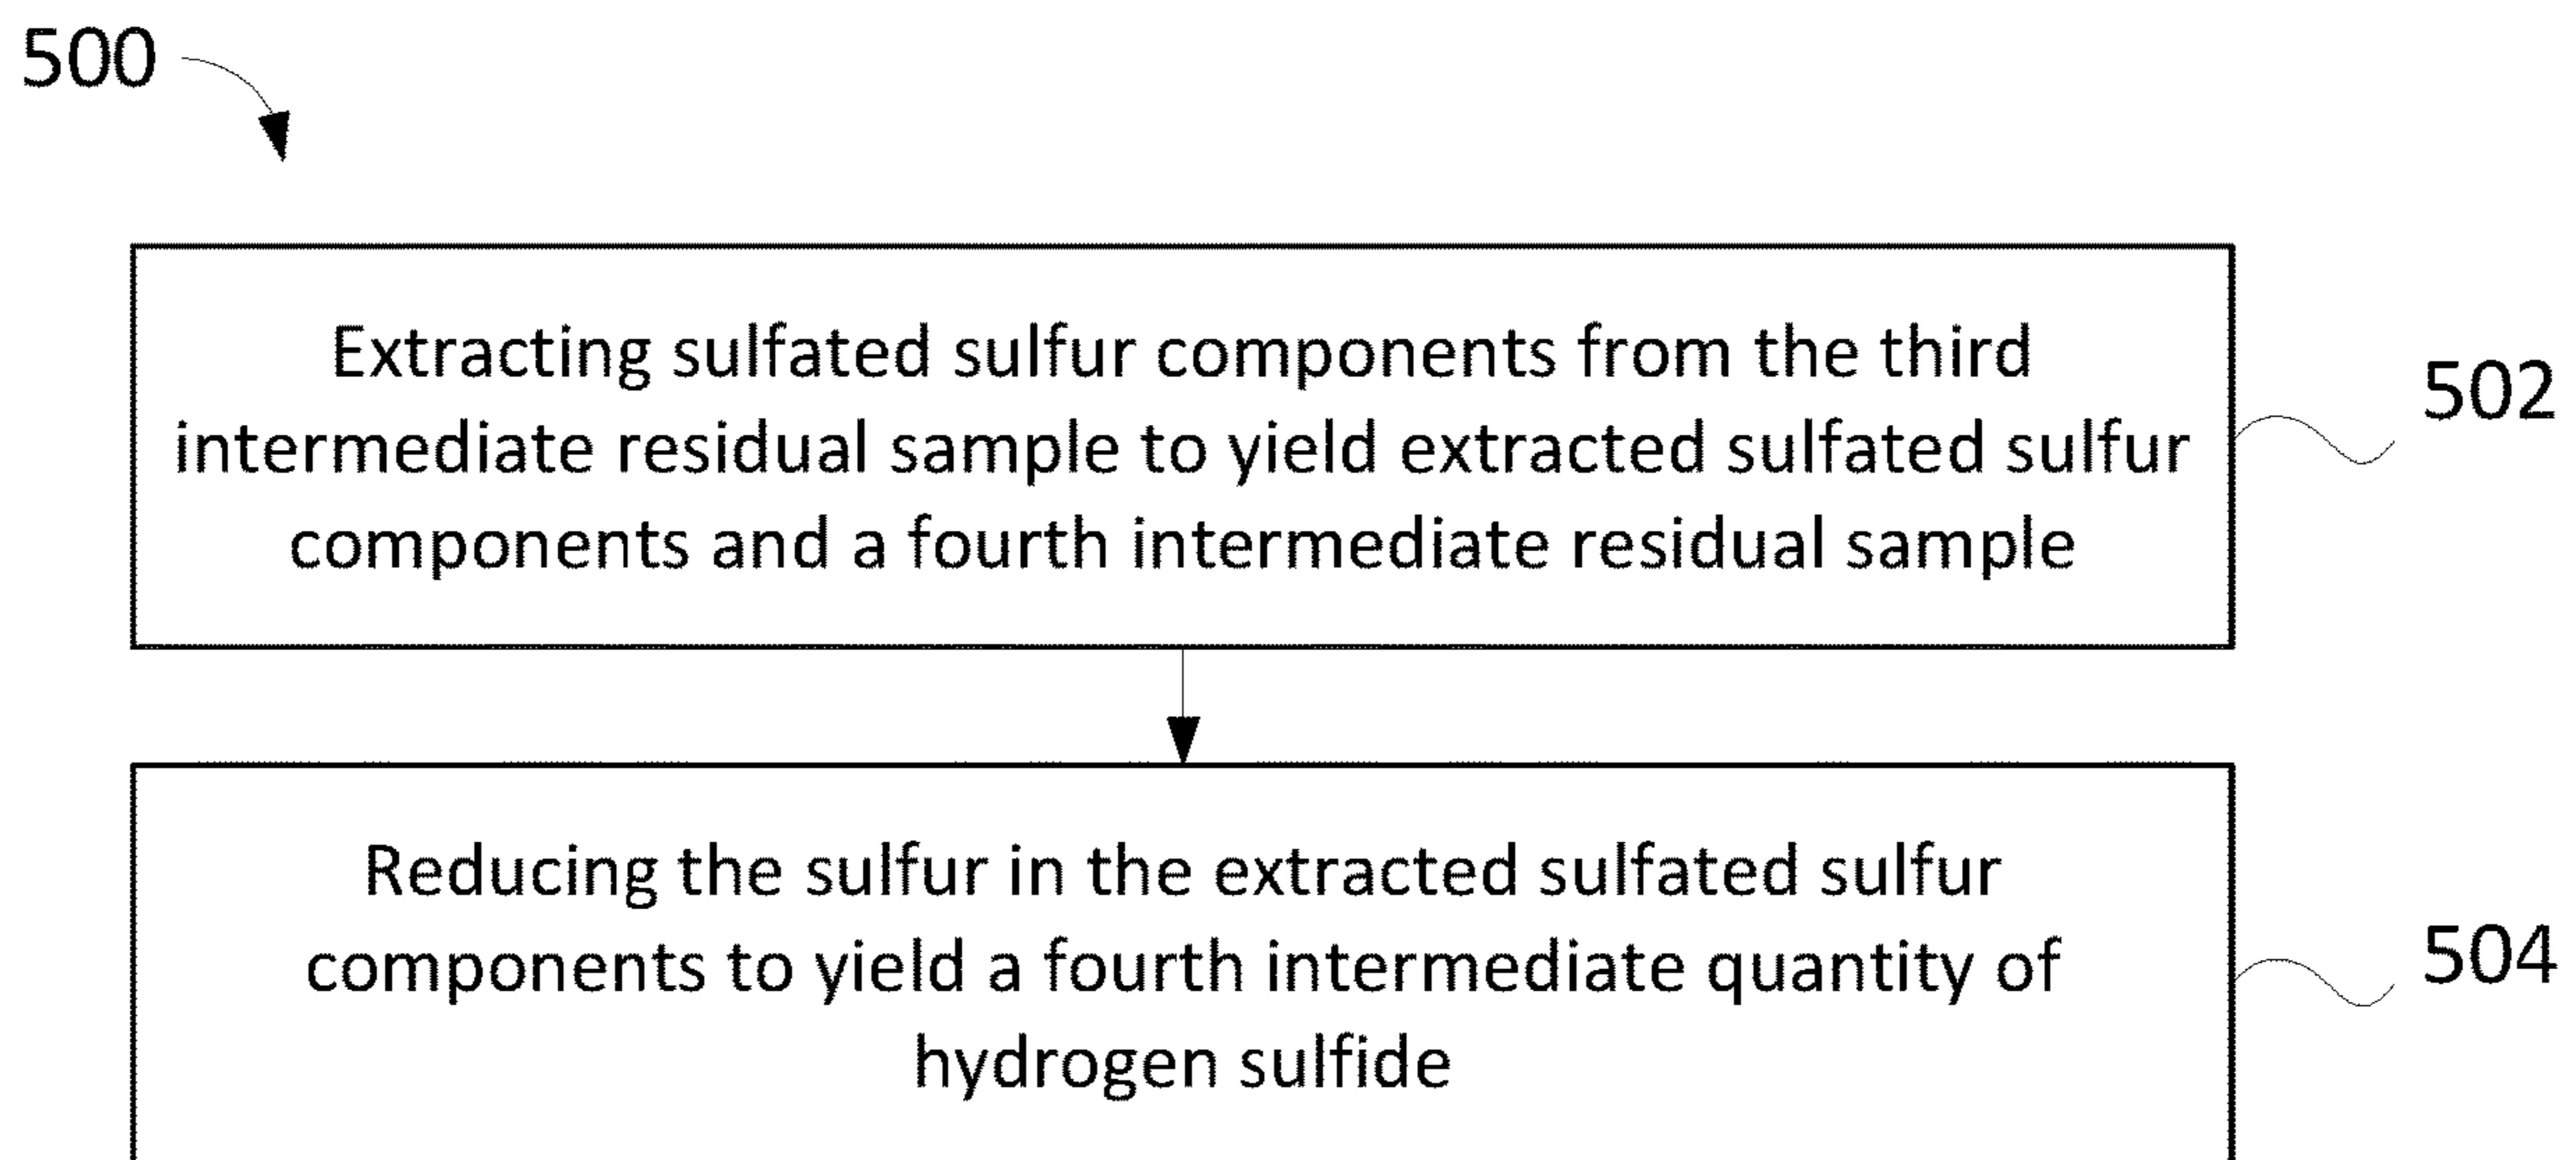 500
Extracting sulfated sulfur components from the third
intermediate residual sample to yield extracted sulfated sulfur
components and a fourth intermediate residual sample
502
Reducing the sulfur in the extracted sulfated sulfur
components to yield a fourth intermediate quantity of
hydrogen sulfide
504